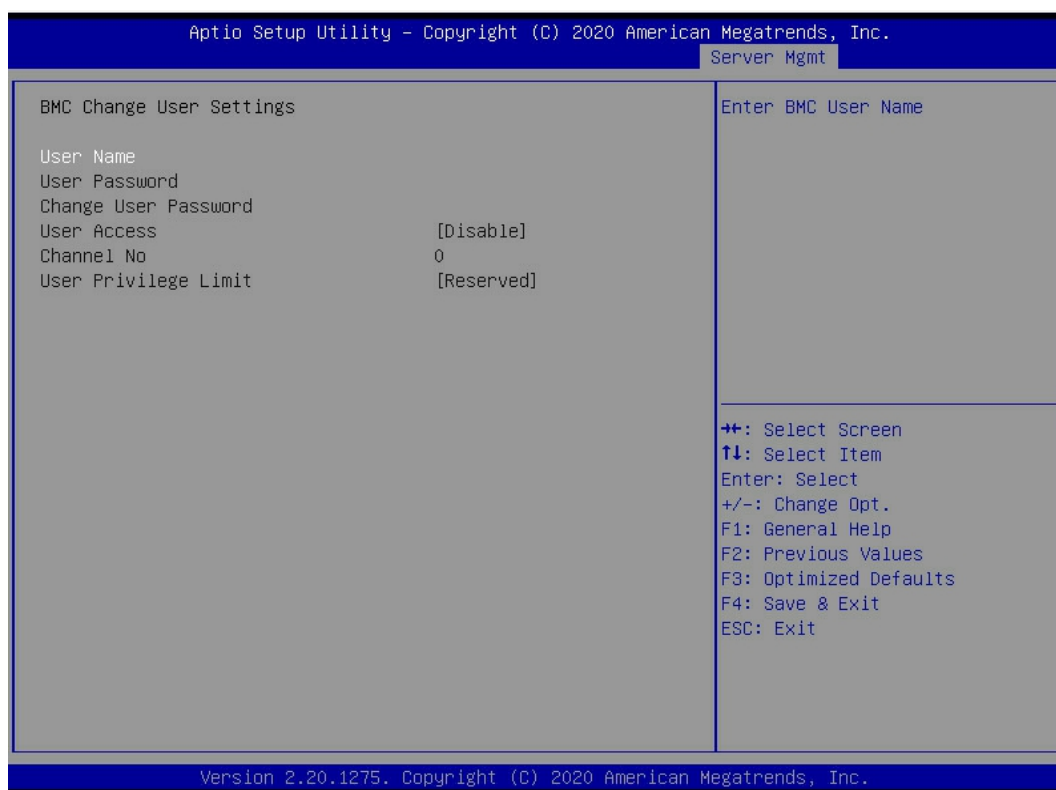 Aptio Setup Utility – Copyright (C) 2020 American Megatrends, Inc.
Server Mgmt
BMC Change User Settings
User Name
User Password
Change User Password
User Access [Disable]
Channel No 0
User Privilege Limit [Reserved]
Enter BMC User Name
→←: Select Screen
↑↓: Select Item
Enter: Select
+/-: Change Opt.
F1: General Help
F2: Previous Values
F3: Optimized Defaults
F4: Save & Exit
ESC: Exit
Version 2.20.1275. Copyright (C) 2020 American Megatrends, Inc.